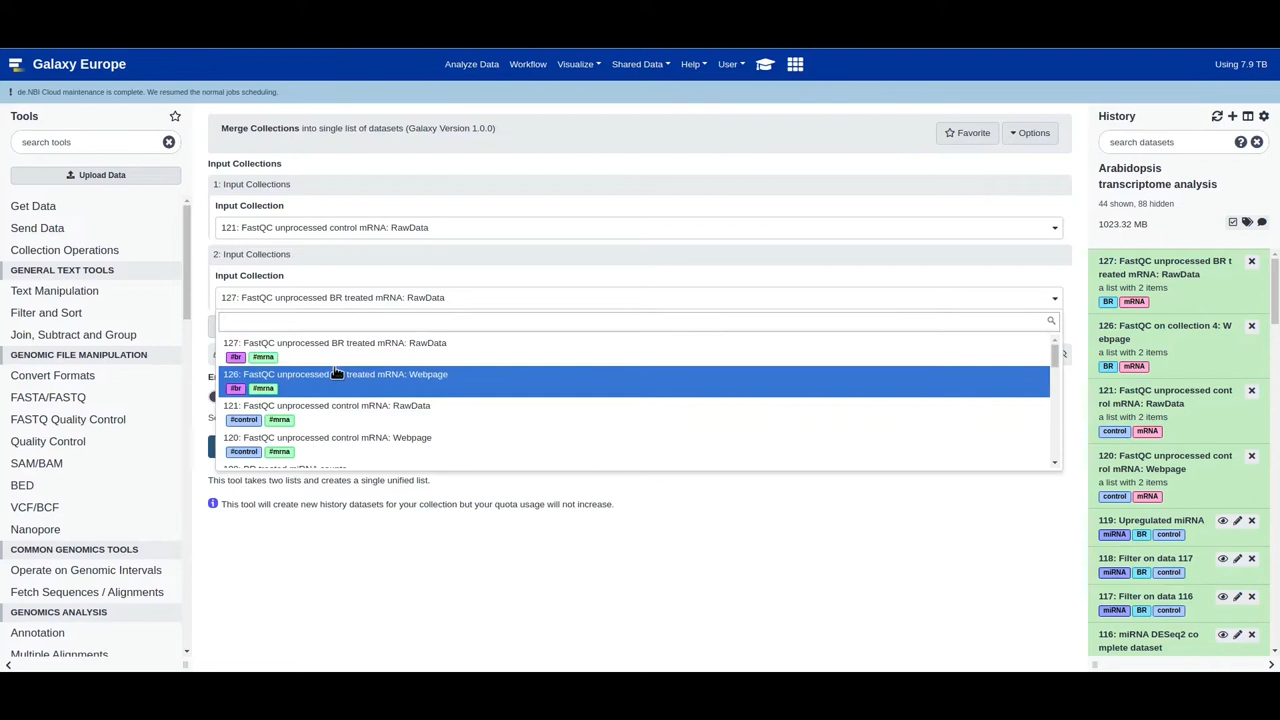 Galaxy Europe
Analyze Data Workflow Visualize Shared Data Help User
Using 7.9 TB
de.NBI Cloud maintenance is complete. We resumed the normal jobs scheduling.
Tools
search tools
Upload Data
Get Data
Send Data
Collection Operations
GENERAL TEXT TOOLS
Text Manipulation
Filter and Sort
Join, Subtract and Group
GENOMIC FILE MANIPULATION
Convert Formats
FASTA/FASTQ
FASTQ Quality Control
Quality Control
SAM/BAM
BED
VCF/BCF
Nanopore
COMMON GENOMICS TOOLS
Operate on Genomic Intervals
Fetch Sequences / Alignments
GENOMICS ANALYSIS
Annotation
Multiple Alignments
Merge Collections into single list of datasets (Galaxy Version 1.0.0)
Favorite
Options
Input Collections
1: Input Collections
Input Collection
121: FastQC unprocessed control mRNA: RawData
2: Input Collections
Input Collection
127: FastQC unprocessed BR treated mRNA: RawData
127: FastQC unprocessed BR treated mRNA: RawData
#br #mrna
126: FastQC unprocessed treated mRNA: Webpage
#br #mrna
121: FastQC unprocessed control mRNA: RawData
#control #mrna
120: FastQC unprocessed control mRNA: Webpage
#control #mrna
This tool takes two lists and creates a single unified list.
This tool will create new history datasets for your collection but your quota usage will not increase.
History
search datasets
Arabidopsis
transcriptome analysis
44 shown, 88 hidden
1023.32 MB
127: FastQC unprocessed BR t
reated mRNA: RawData
a list with 2 items
BR mRNA
126: FastQC on collection 4: W
ebpage
a list with 2 items
BR mRNA
121: FastQC unprocessed cont
rol mRNA: RawData
a list with 2 items
control mRNA
120: FastQC unprocessed cont
rol mRNA: Webpage
a list with 2 items
control mRNA
119: Upregulated miRNA
miRNA BR control
118: Filter on data 117
miRNA BR control
117: Filter on data 116
miRNA BR control
116: miRNA DESeq2 co
mplete dataset